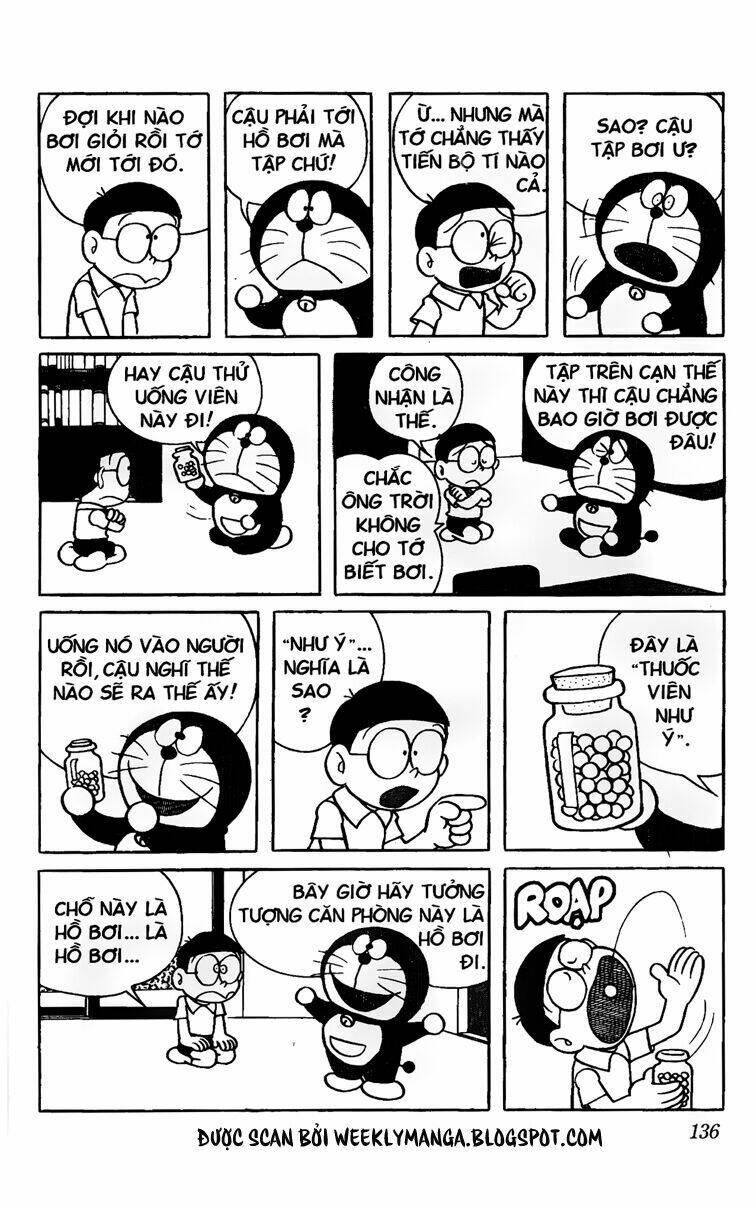 SAO? CẬU
TẬP BƠI Ư?
Ừ... NHƯNG MÀ
TỚ CHẲNG THẤY
TIẾN BỘ TÍ NÀO
CẢ.
CẬU PHẢI TỚI
HỒ BƠI MÀ
TẬP CHỨ!
ĐỢI KHI NÀO
BƠI GIỎI RỒI TỚ
MỚI TỚI ĐÓ.
TẬP TRÊN CẠN THẾ
NÀY THÌ CẬU CHẲNG
BAO GIỜ BƠI ĐƯỢC
ĐÂU!
CÔNG
NHẬN LÀ
THẾ.
CHẮC
ÔNG TRỜI
KHÔNG
CHO TỚ
BIẾT BƠI.
HAY CẬU THỬ
UỐNG VIÊN
NÀY ĐI!
ĐÂY LÀ
"THUỐC
VIÊN
NHƯ
Ý".
"NHƯ Ý"...
NGHĨA LÀ
SAO
?
UỐNG NÓ VÀO NGƯỜI
RỒI, CẬU NGHĨ THẾ
NÀO SẼ RA THẾ ẤY!
ROẠP
BÂY GIỜ HÃY TƯỞNG
TƯỢNG CĂN PHÒNG NÀY LÀ
HỒ BƠI
ĐI.
CHỐ NÀY LÀ
HỒ BƠI... LÀ
HỒ BƠI...
ĐƯỢC SCAN BỞI WEEKLYMANGA.BLOGSPOT.COM
136